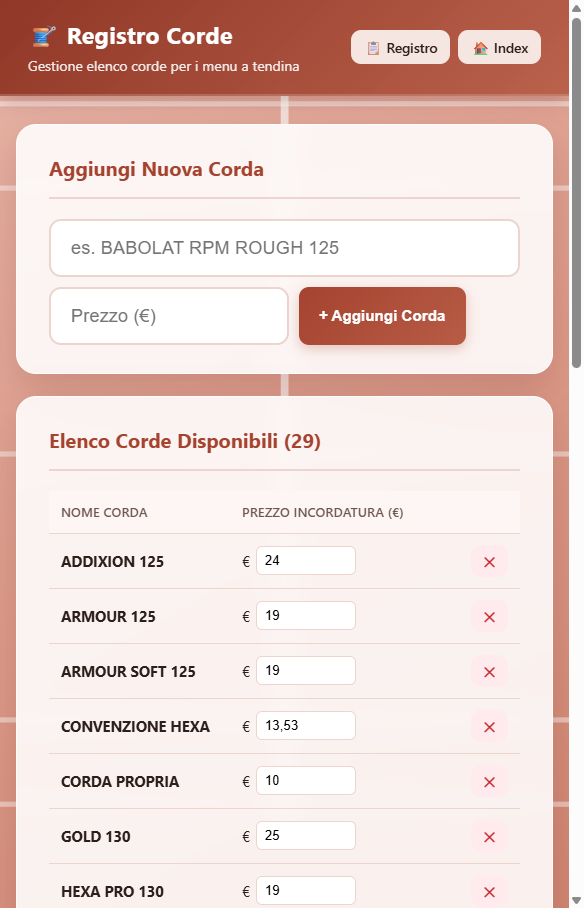 Registro Corde
Gestione elenco corde per i menu a tendina
Registro
Index
Aggiungi Nuova Corda
es. BABOLAT RPM ROUGH 125
Prezzo (€)
+ Aggiungi Corda
Elenco Corde Disponibili (29)
NOME CORDA PREZZO INCORDATURA (€)
ADDIXION 125 € 24
ARMOUR 125 € 19
ARMOUR SOFT 125 € 19
CONVENZIONE HEXA € 13,53
CORDA PROPRIA € 10
GOLD 130 € 25
HEXA PRO 130 € 19